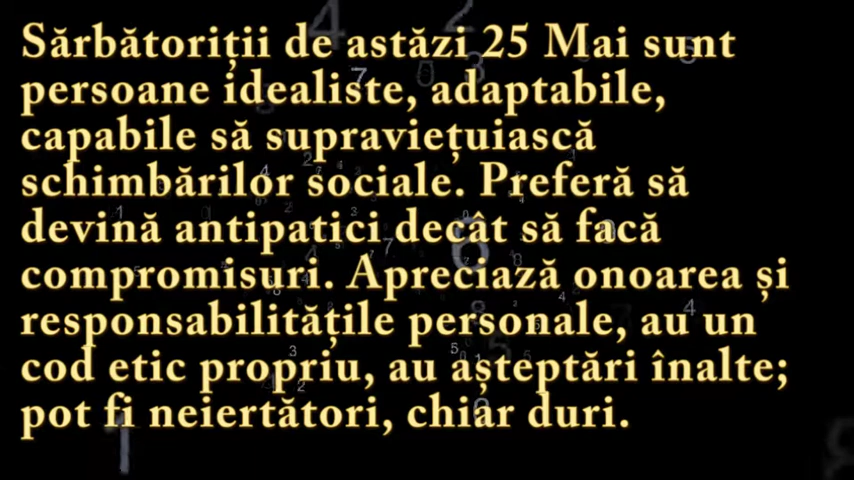 Sărbătoriții de astăzi 25 Mai sunt
persoane idealiste, adaptabile,
capabile să supraviețuiască
schimbărilor sociale. Preferă să
devină antipatici decât să facă
compromisuri. Apreciază onoarea și
responsabilitățile personale, au un
cod etic propriu, au așteptări înalte;
pot fi neiertători, chiar duri.